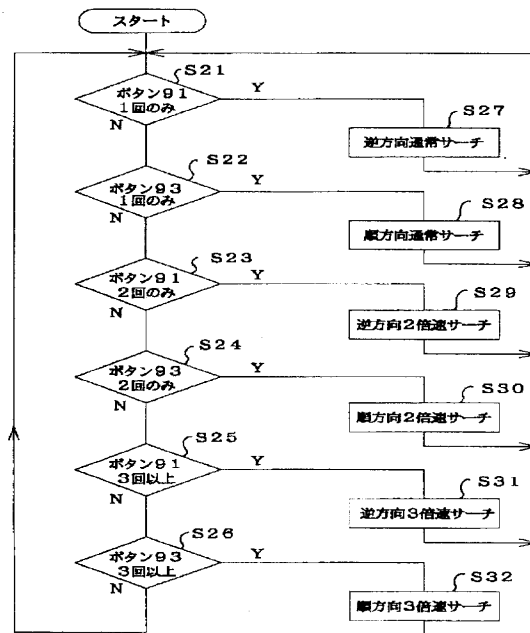 スタート
S21
ボタン91
1回のみ
Y
N
S27
逆方向通常サーチ
S22
ボタン93
1回のみ
Y
N
S28
順方向通常サーチ
S23
ボタン91
2回のみ
Y
N
S29
逆方向2倍速サーチ
S24
ボタン93
2回のみ
Y
N
S30
順方向2倍速サーチ
S25
ボタン91
3回以上
Y
N
S31
逆方向3倍速サーチ
S26
ボタン93
3回以上
Y
N
S32
順方向3倍速サーチ